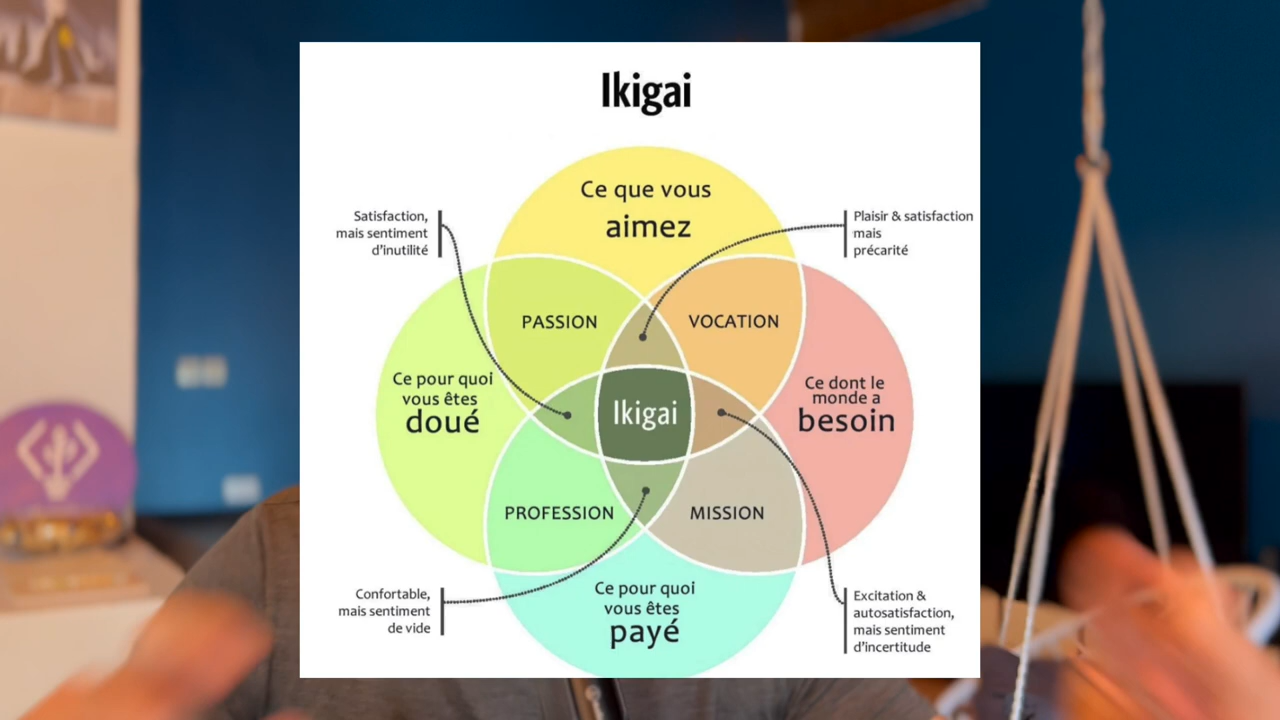 Ikigai
Ce que vous
aimez
Satisfaction,
mais sentiment
d'inutilité
Plaisir & satisfaction
mais
précarité
PASSION
VOCATION
Ce pour quoi
vous êtes
doué
Ikigai
Ce dont le
monde a
besoin
PROFESSION
MISSION
Ce pour quoi
vous êtes
payé
Confortable,
mais sentiment
de vide
Excitation &
autosatisfaction,
mais sentiment
d'incertitude